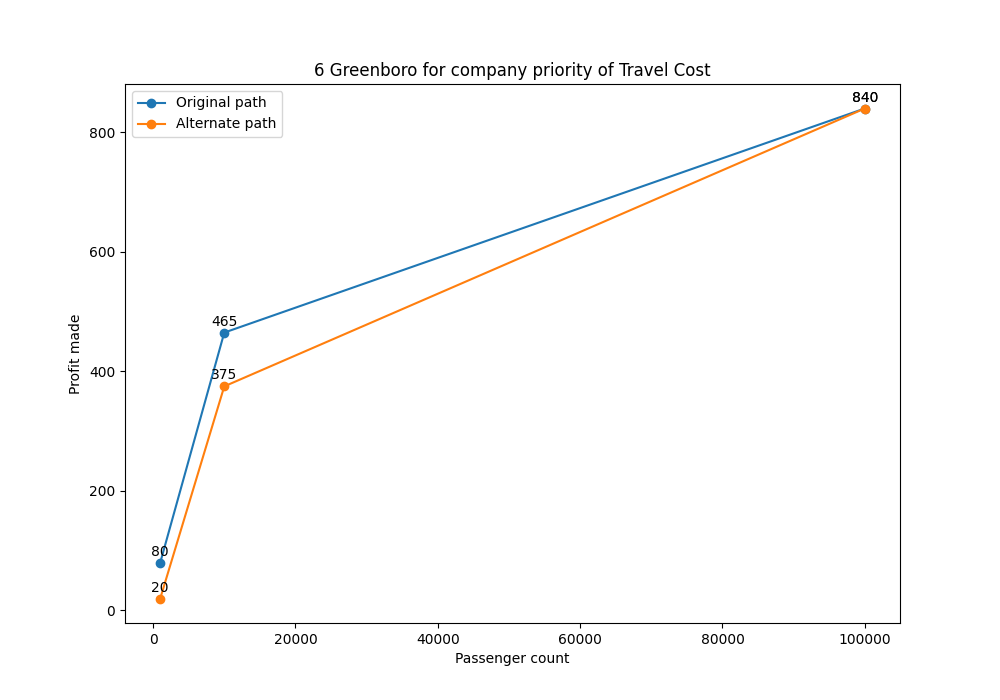 6 Greenboro for company priority of Travel Cost
Original path
Alternate path
840
840
465
375
80
20
800
600
400
200
0
Profit made
0 20000 40000 60000 80000 100000
Passenger count